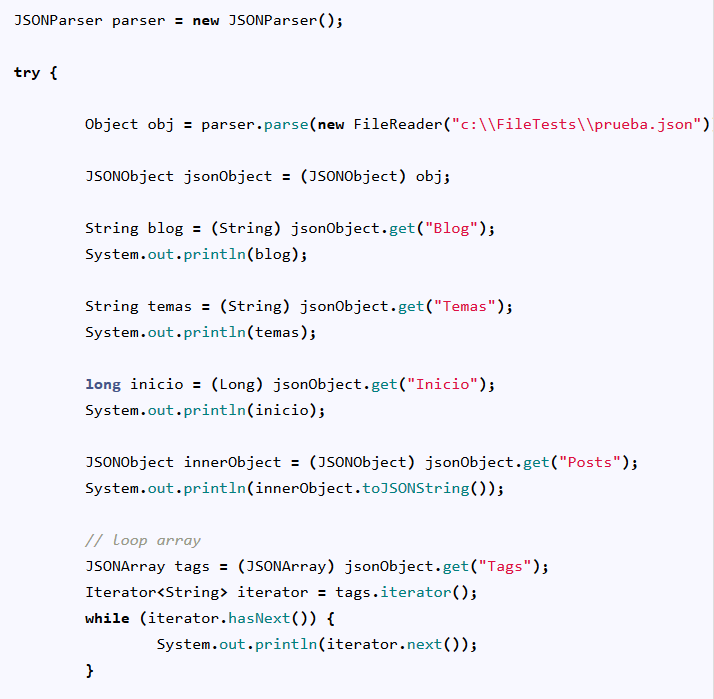 JSONParser parser = new JSONParser();
try {
Object obj = parser.parse(new FileReader("c:\\FileTests\\prueba.json")
JSONObject jsonObject = (JSONObject) obj;
String blog = (String) jsonObject.get("Blog");
System.out.println(blog);
String temas = (String) jsonObject.get("Temas");
System.out.println(temas);
long inicio = (Long) jsonObject.get("Inicio");
System.out.println(inicio);
JSONObject innerObject = (JSONObject) jsonObject.get("Posts");
System.out.println(innerObject.toJSONString());
// loop array
JSONArray tags = (JSONArray) jsonObject.get("Tags");
Iterator<String> iterator = tags.iterator();
while (iterator.hasNext()) {
System.out.println(iterator.next());
}